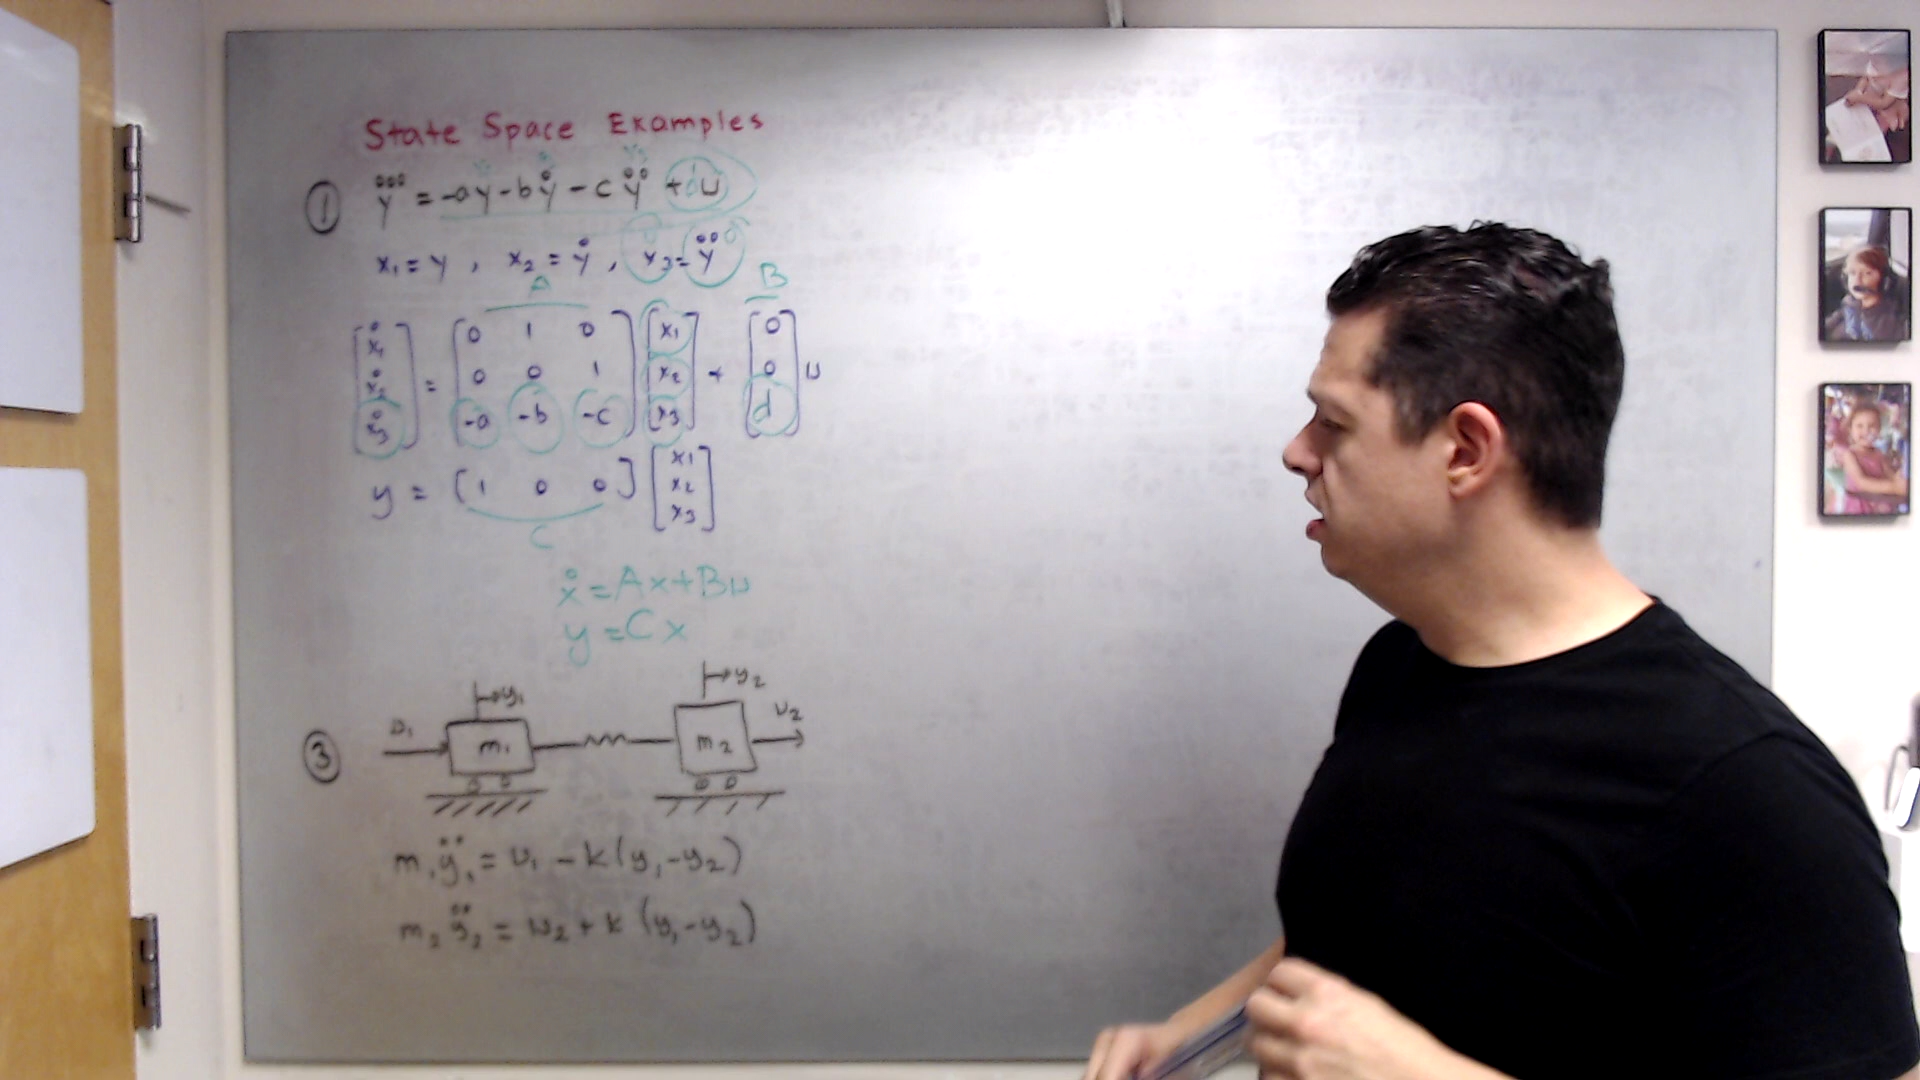 State Space Examples
① y⃛ = -ay - bẏ - cÿ + du
x₁ = y , x₂ = ẏ , x₃ = ÿ
A B
[ẋ₁ ẋ₂ ẋ₃] = [0 1 0; 0 0 1; -a -b -c] [x₁ x₂ x₃] + [0 0 d] u
y = [1 0 0] [x₁ x₂ x₃]
C
ẋ = Ax + Bu
y = Cx
→y₁ →y₂
③ u₁ m₁ m₂ u₂
m₁ÿ₁ = u₁ - k(y₁ - y₂)
m₂ÿ₂ = u₂ + k(y₁ - y₂)